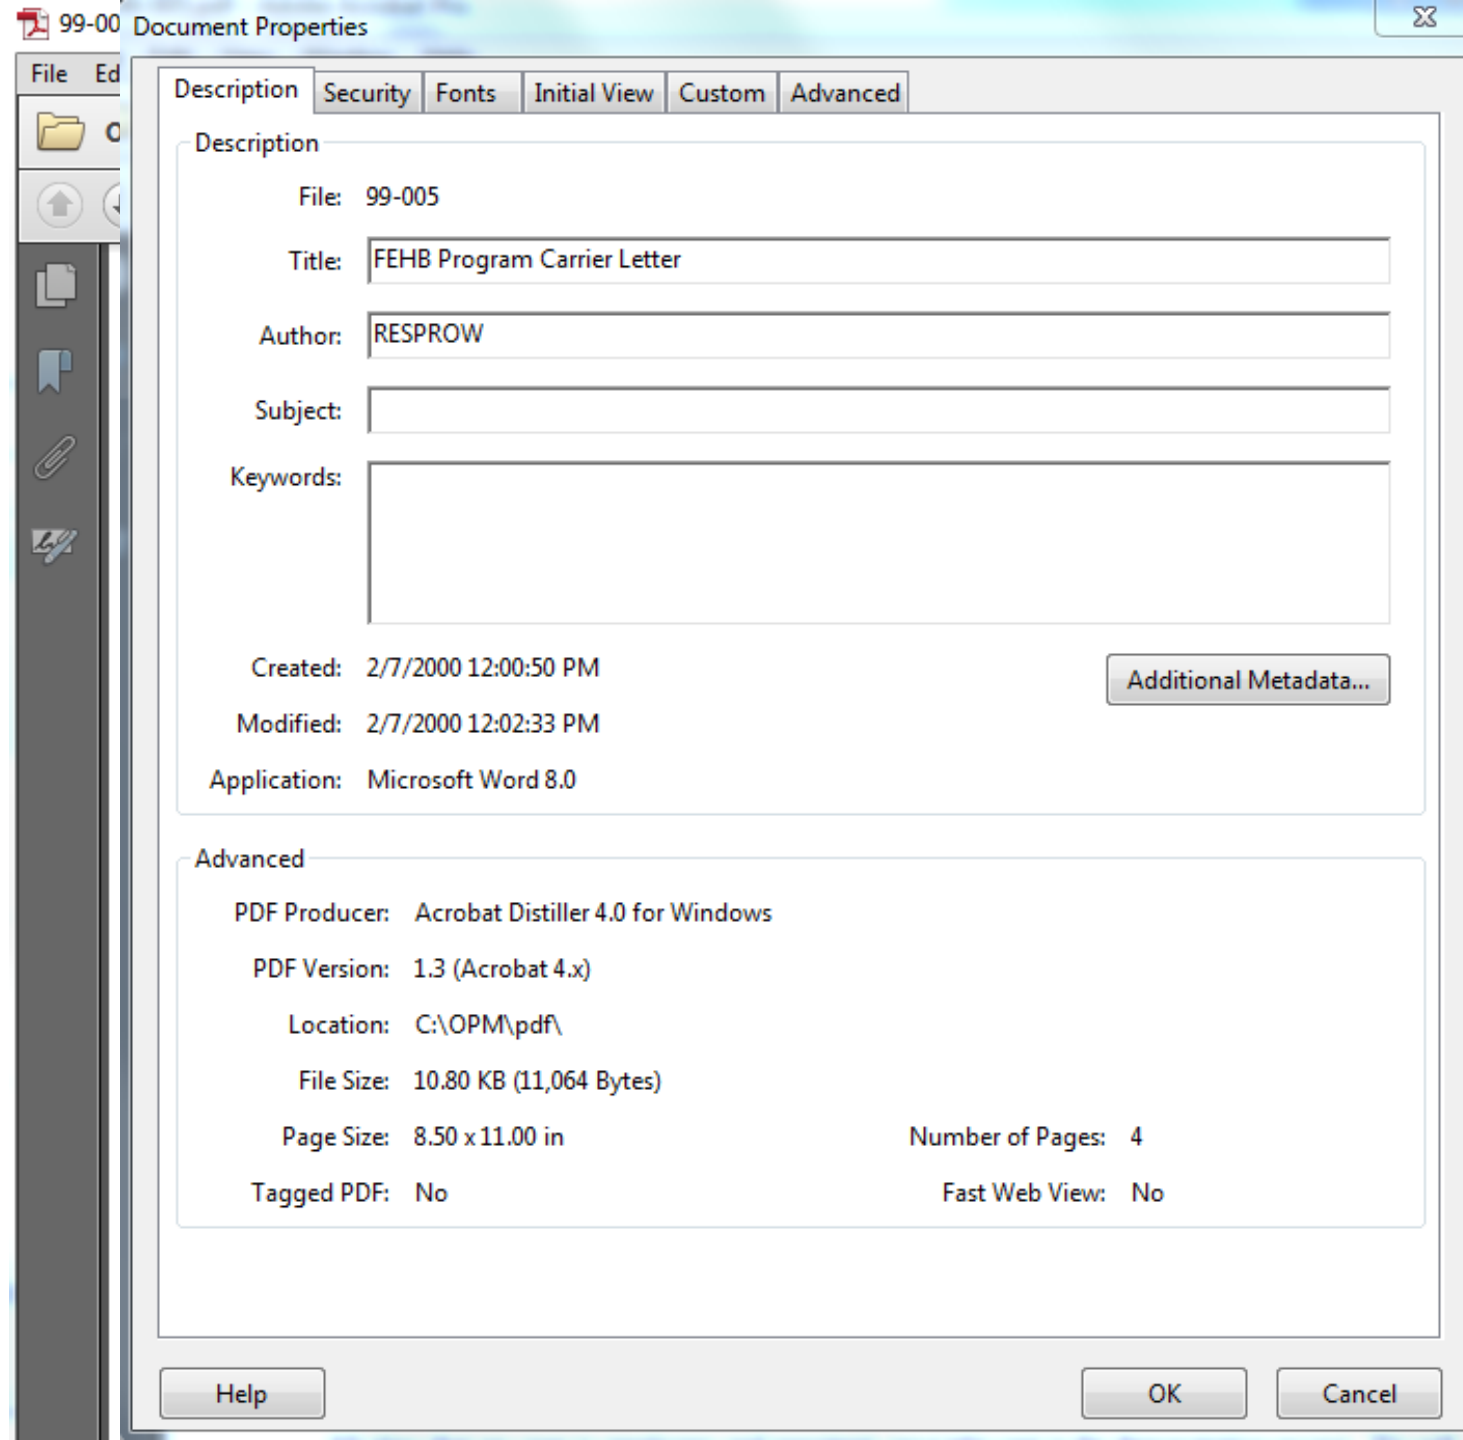 99-00
Document Properties
File Ed
Description Security Fonts Initial View Custom Advanced
Description
File: 99-005
Title: FEHB Program Carrier Letter
Author: RESPROW
Subject:
Keywords:
Created: 2/7/2000 12:00:50 PM
Additional Metadata...
Modified: 2/7/2000 12:02:33 PM
Application: Microsoft Word 8.0
Advanced
PDF Producer: Acrobat Distiller 4.0 for Windows
PDF Version: 1.3 (Acrobat 4.x)
Location: C:\OPM\pdf\
File Size: 10.80 KB (11,064 Bytes)
Page Size: 8.50 x 11.00 in Number of Pages: 4
Tagged PDF: No Fast Web View: No
Help OK Cancel